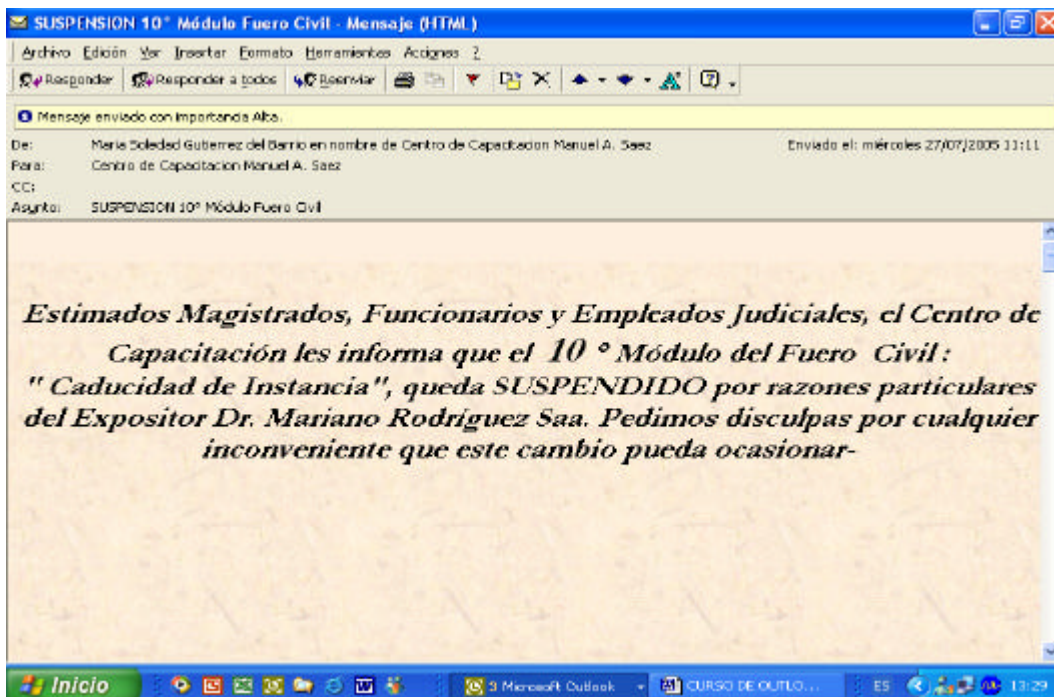 SUSPENSION 10° Módulo Fuero Civil - Mensaje (HTML)
Archivo Edición Ver Insertar Formato Herramientas Acciones ?
Responder Responder a todos Reenviar
Mensaje enviado con importancia Alta.
De: Maria Soledad Gutierrez del Barrio en nombre de Centro de Capacitacion Manuel A. Saez Enviado el: miércoles 27/07/2005 11:11
Para: Centro de Capacitacion Manuel A. Saez
CC:
Asunto: SUSPENSION 10° Módulo Fuero Civil
Estimados Magistrados, Funcionarios y Empleados Judiciales, el Centro de
Capacitación les informa que el 10 ° Módulo del Fuero Civil :
" Caducidad de Instancia", queda SUSPENDIDO por razones particulares
del Expositor Dr. Mariano Rodríguez Saa. Pedimos disculpas por cualquier
inconveniente que este cambio pueda ocasionar-
Inicio 3 Microsoft Outlook CURSO DE OUTLO... ES 13:29